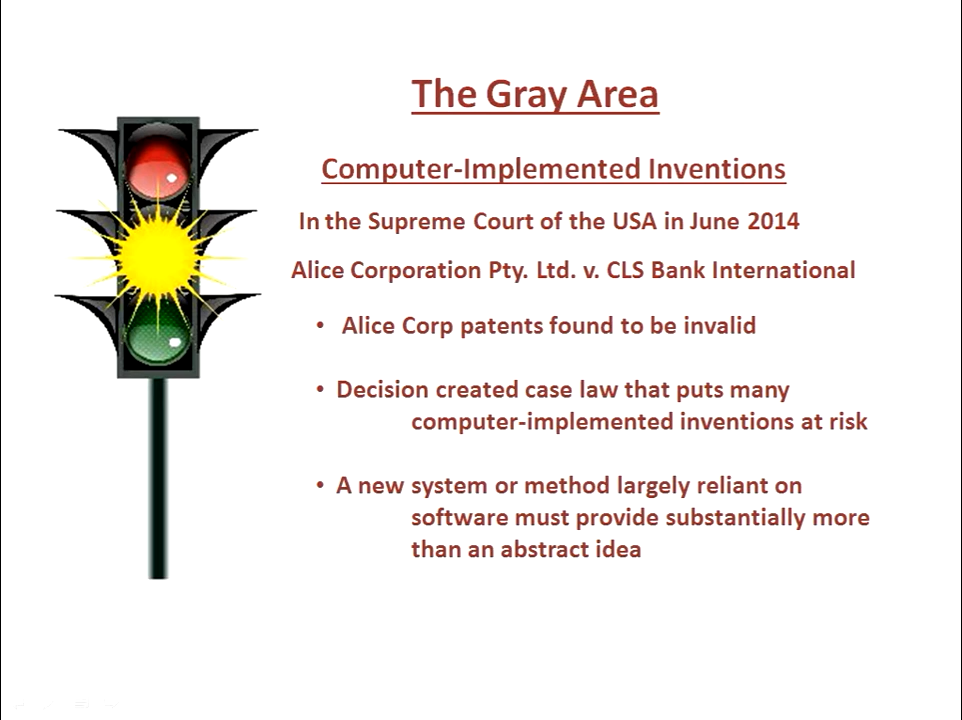 The Gray Area
Computer-Implemented Inventions
In the Supreme Court of the USA in June 2014
Alice Corporation Pty. Ltd. v. CLS Bank International
• Alice Corp patents found to be invalid
• Decision created case law that puts many
computer-implemented inventions at risk
• A new system or method largely reliant on
software must provide substantially more
than an abstract idea